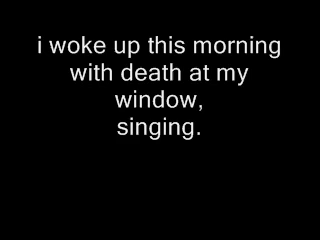 i woke up this morning
with death at my
window,
singing.